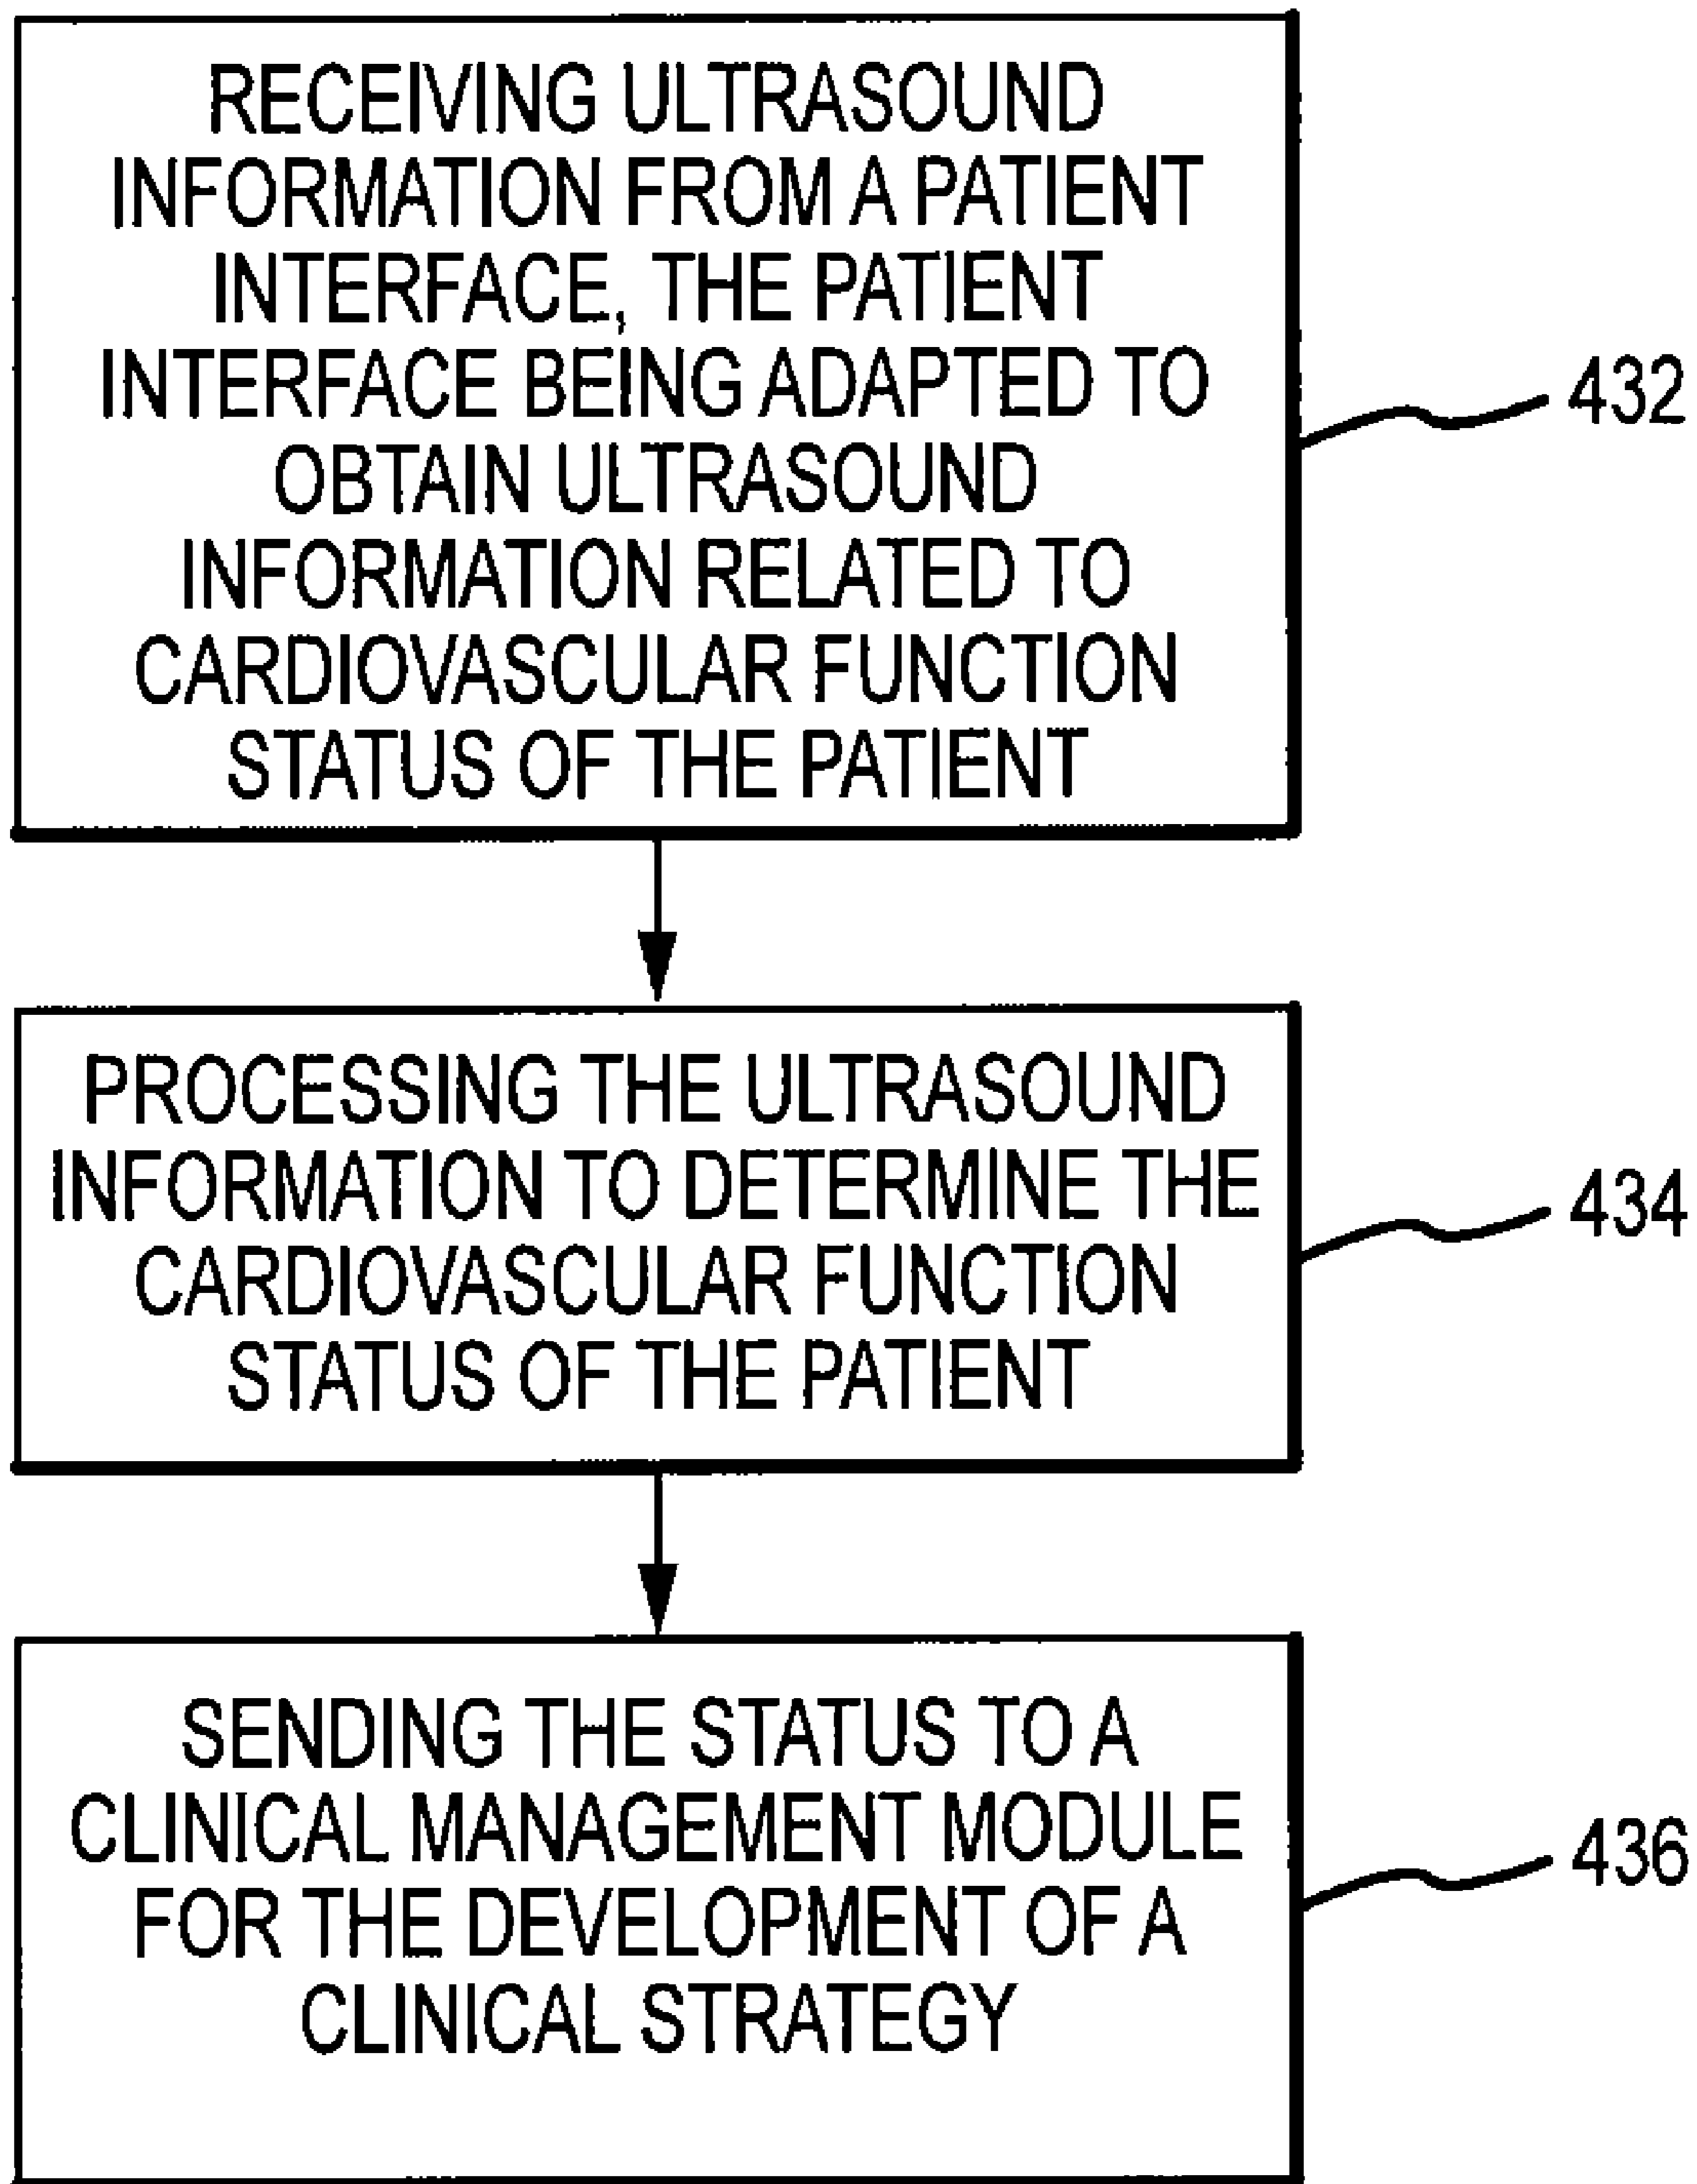 RECEIVING ULTRASOUND
INFORMATION FROM A PATIENT
INTERFACE, THE PATIENT
INTERFACE BEING ADAPTED TO
OBTAIN ULTRASOUND
INFORMATION RELATED TO
CARDIOVASCULAR FUNCTION
STATUS OF THE PATIENT
432
PROCESSING THE ULTRASOUND
INFORMATION TO DETERMINE THE
CARDIOVASCULAR FUNCTION
STATUS OF THE PATIENT
434
SENDING THE STATUS TO A
CLINICAL MANAGEMENT MODULE
FOR THE DEVELOPMENT OF A
CLINICAL STRATEGY
436